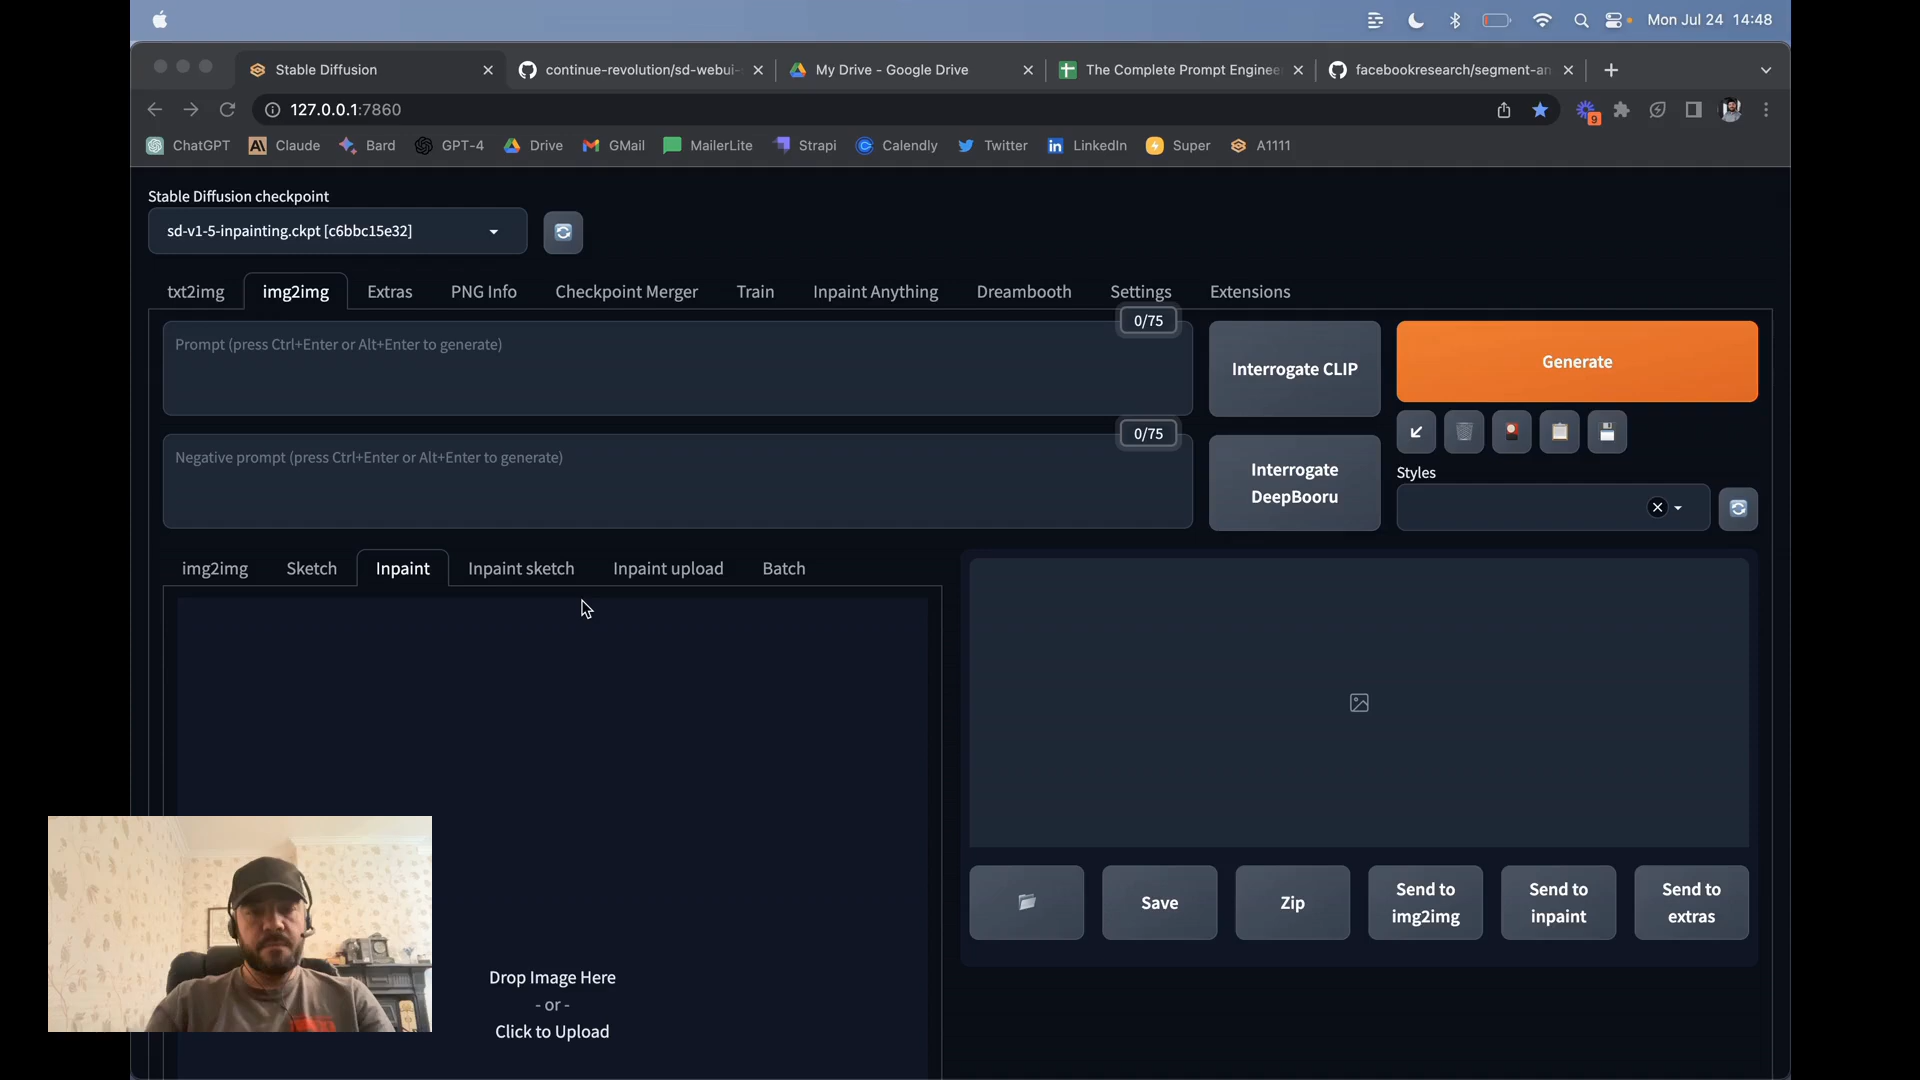 Mon Jul 24 14:48
Stable Diffusion
continue-revolution/sd-webui-
My Drive - Google Drive
The Complete Prompt Enginee
facebookresearch/segment-an
127.0.0.1:7860
9
ChatGPT
Claude
Bard
GPT-4
Drive
GMail
MailerLite
Strapi
Calendly
Twitter
LinkedIn
Super
A1111
Stable Diffusion checkpoint
sd-v1-5-inpainting.ckpt [c6bbc15e32]
txt2img
img2img
Extras
PNG Info
Checkpoint Merger
Train
Inpaint Anything
Dreambooth
Settings
Extensions
0/75
Prompt (press Ctrl+Enter or Alt+Enter to generate)
Interrogate CLIP
Generate
0/75
Negative prompt (press Ctrl+Enter or Alt+Enter to generate)
Interrogate
DeepBooru
Styles
img2img
Sketch
Inpaint
Inpaint sketch
Inpaint upload
Batch
Save
Zip
Send to
img2img
Send to
inpaint
Send to
extras
Drop Image Here
- or -
Click to Upload